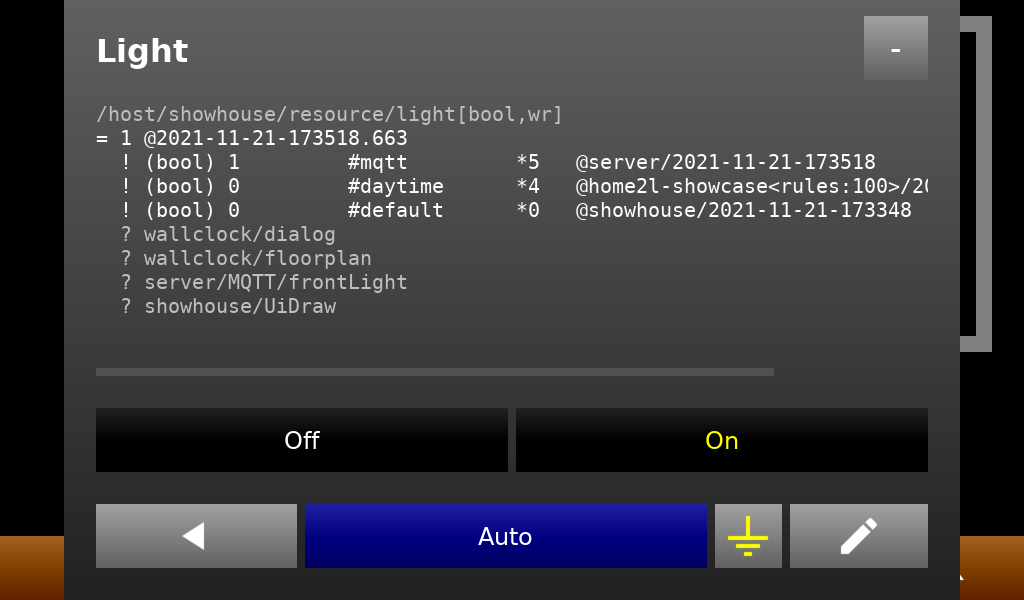 Light
-
/host/showhouse/resource/light[bool,wr]
= 1 @2021-11-21-173518.663
! (bool) 1 #mqtt *5 @server/2021-11-21-173518
! (bool) 0 #daytime *4 @home2l-showcase<rules:100>/20
! (bool) 0 #default *0 @showhouse/2021-11-21-173348
? wallclock/dialog
? wallclock/floorplan
? server/MQTT/frontLight
? showhouse/UiDraw
Off On
Auto